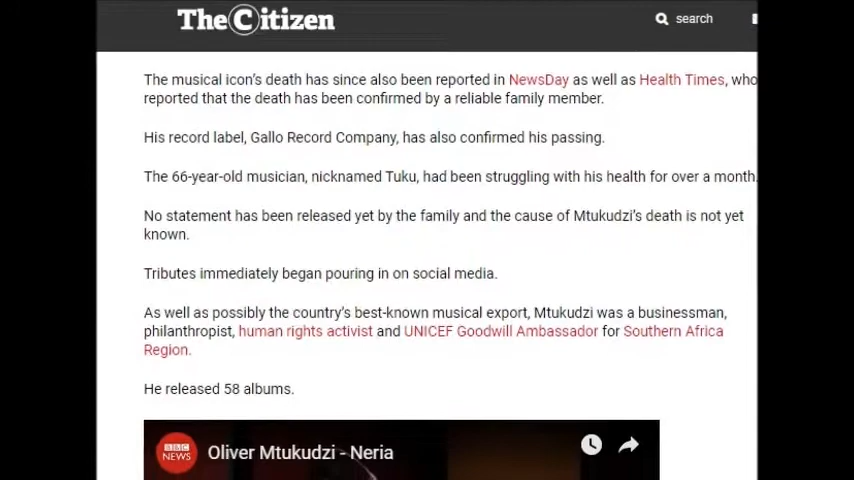 The Citizen
search
The musical icon's death has since also been reported in NewsDay as well as Health Times, who
reported that the death has been confirmed by a reliable family member.
His record label, Gallo Record Company, has also confirmed his passing.
The 66-year-old musician, nicknamed Tuku, had been struggling with his health for over a month.
No statement has been released yet by the family and the cause of Mtukudzi's death is not yet
known.
Tributes immediately began pouring in on social media.
As well as possibly the country's best-known musical export, Mtukudzi was a businessman,
philanthropist, human rights activist and UNICEF Goodwill Ambassador for Southern Africa
Region.
He released 58 albums.
BBC
NEWS
Oliver Mtukudzi - Neria